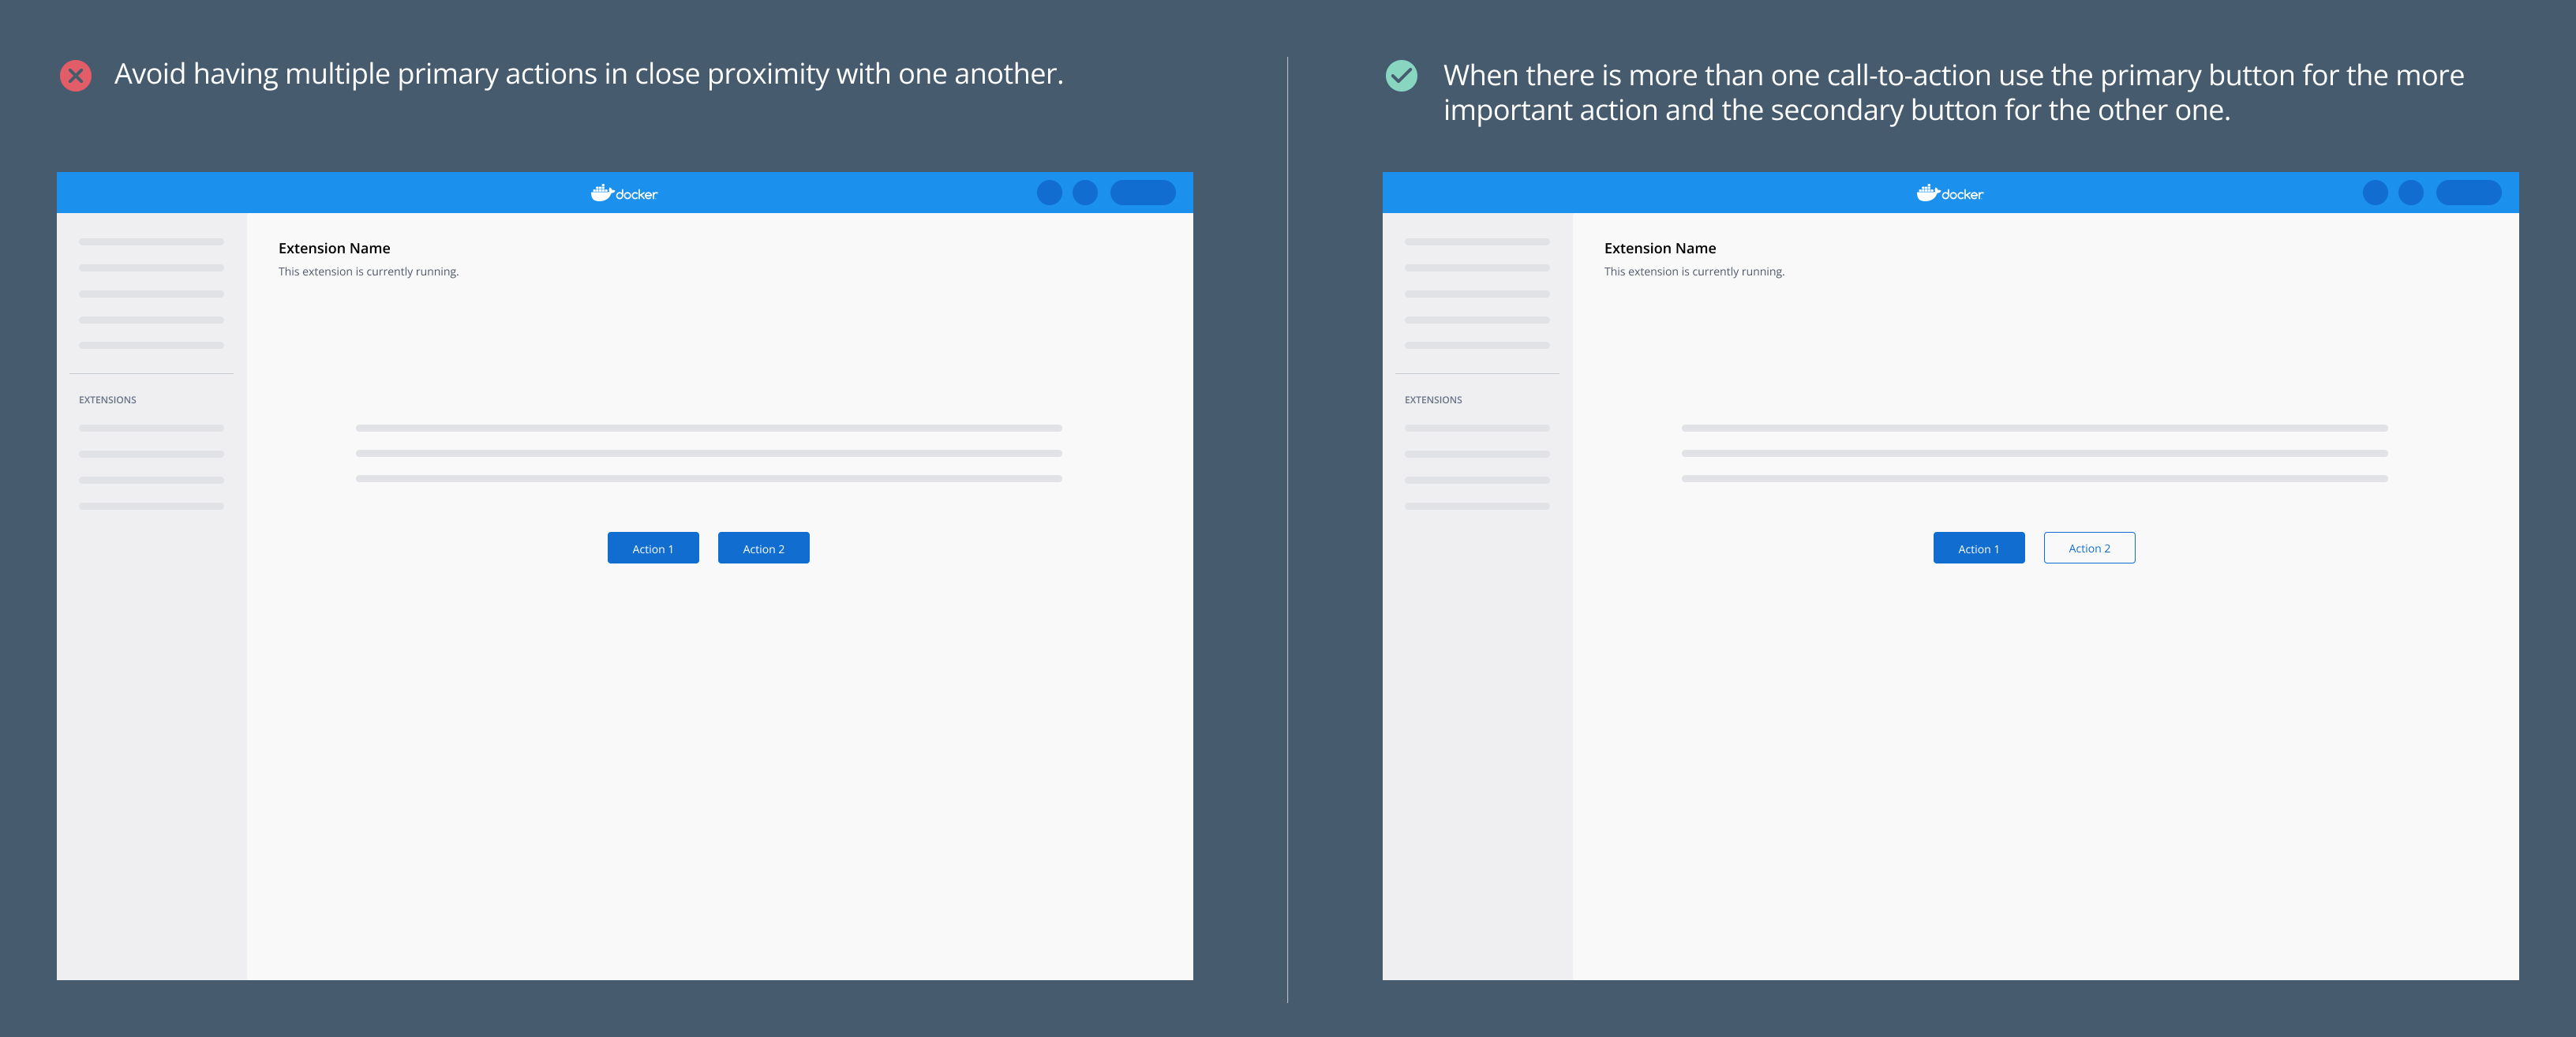 Avoid having multiple primary actions in close proximity with one another.
docker
Extension Name
This extension is currently running.
EXTENSIONS
Action 1
Action 2
When there is more than one call-to-action use the primary button for the more
important action and the secondary button for the other one.
docker
Extension Name
This extension is currently running.
EXTENSIONS
Action 1
Action 2